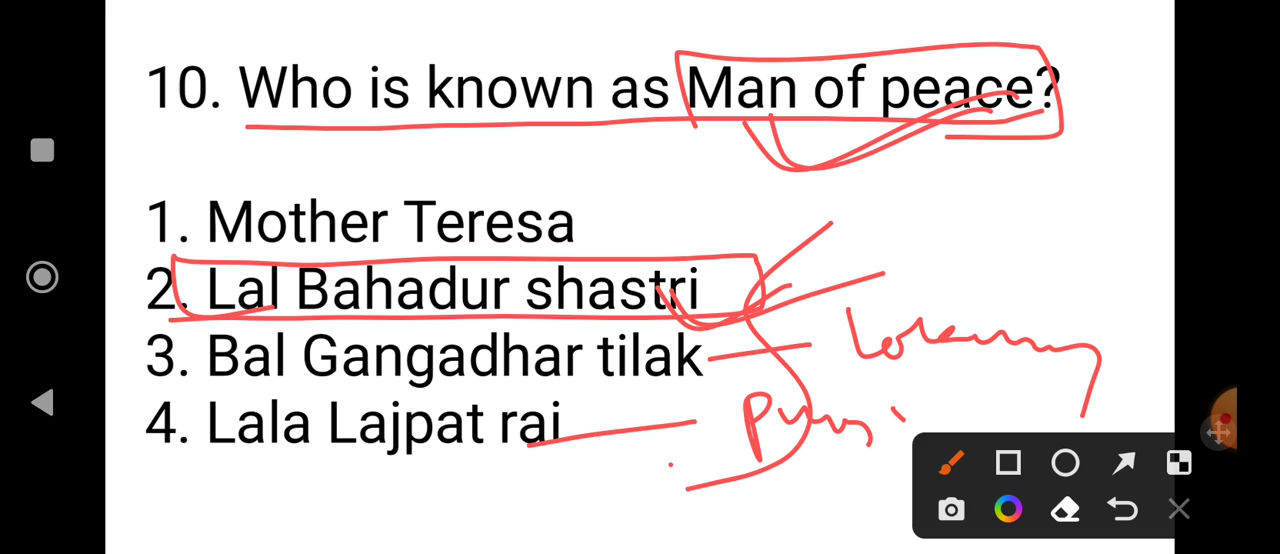 10. Who is known as Man of peace?
1. Mother Teresa
2. Lal Bahadur shastri
3. Bal Gangadhar tilak
4. Lala Lajpat rai